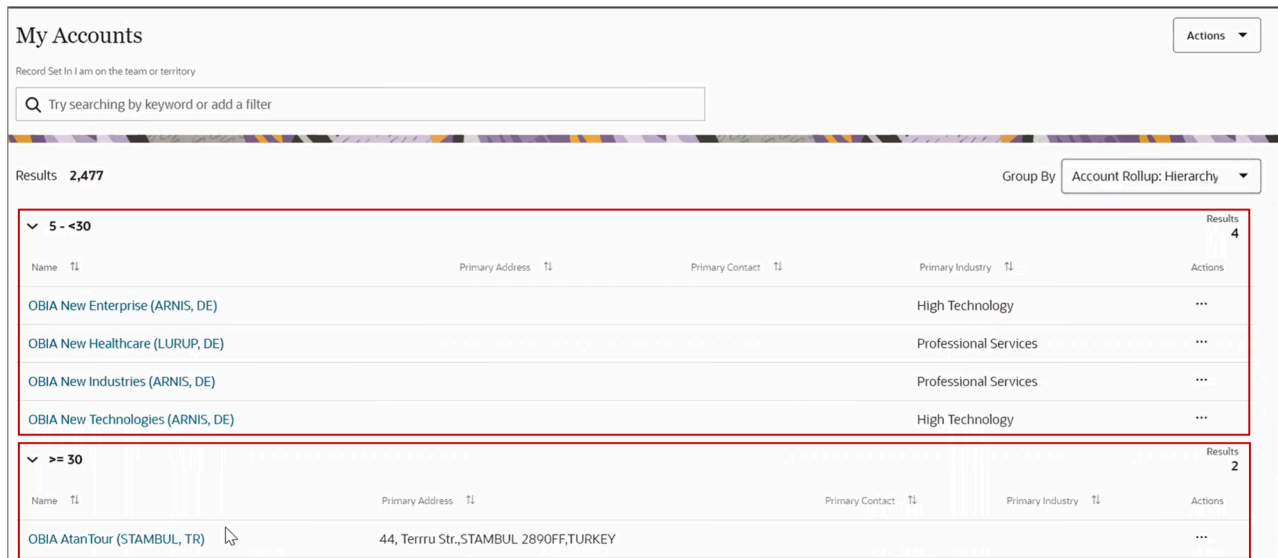 My Accounts
Actions
Record Set In I am on the team or territory
Try searching by keyword or add a filter
Results 2,477
Group By Account Rollup: Hierarchy
5 - <30
Results
4
Name Primary Address Primary Contact Primary Industry Actions
OBIA New Enterprise (ARNIS, DE) High Technology ...
OBIA New Healthcare (LURUP, DE) Professional Services ...
OBIA New Industries (ARNIS, DE) Professional Services ...
OBIA New Technologies (ARNIS, DE) High Technology ...
>= 30
Results
2
Name Primary Address Primary Contact Primary Industry Actions
OBIA AtanTour (STAMBUL, TR) 44, Terrru Str.,STAMBUL 2890FF,TURKEY ...